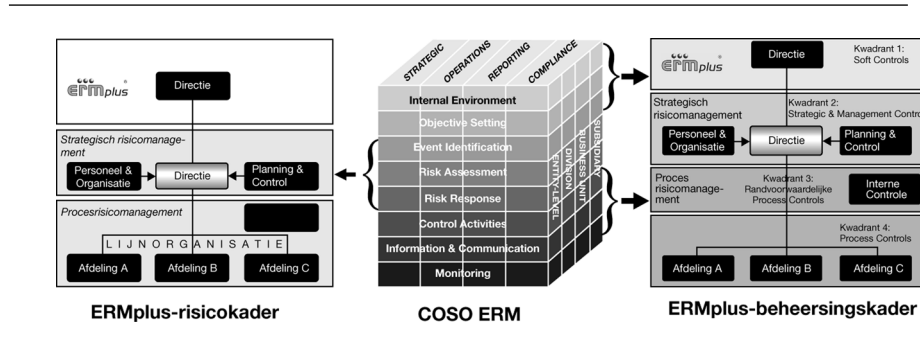 ERMplus
Directie
Strategisch risicomanage-
ment
Personeel &
Organisatie
Directie
Planning &
Control
Procesrisicomanagement
LIJNORGANISATIE
Afdeling A
Afdeling B
Afdeling C
ERMplus-risicokader
STRATEGIC
OPERATIONS
REPORTING
COMPLIANCE
Internal Environment
Objective Setting
Event Identification
Risk Assessment
Risk Response
Control Activities
Information & Communication
Monitoring
ENTITY-LEVEL
DIVISION
BUSINESS UNIT
SUBSIDIARY
COSO ERM
ERMplus
Directie
Kwadrant 1:
Soft Controls
Strategisch
risicomanagement
Kwadrant 2:
Strategic & Management Contro
Personeel &
Organisatie
Directie
Planning &
Control
Proces
risicomanage-
ment
Kwadrant 3:
Randvoorwaardelijke
Process Controls
Interne
Controle
Kwadrant 4:
Process Controls
Afdeling A
Afdeling B
Afdeling C
ERMplus-beheersingskader